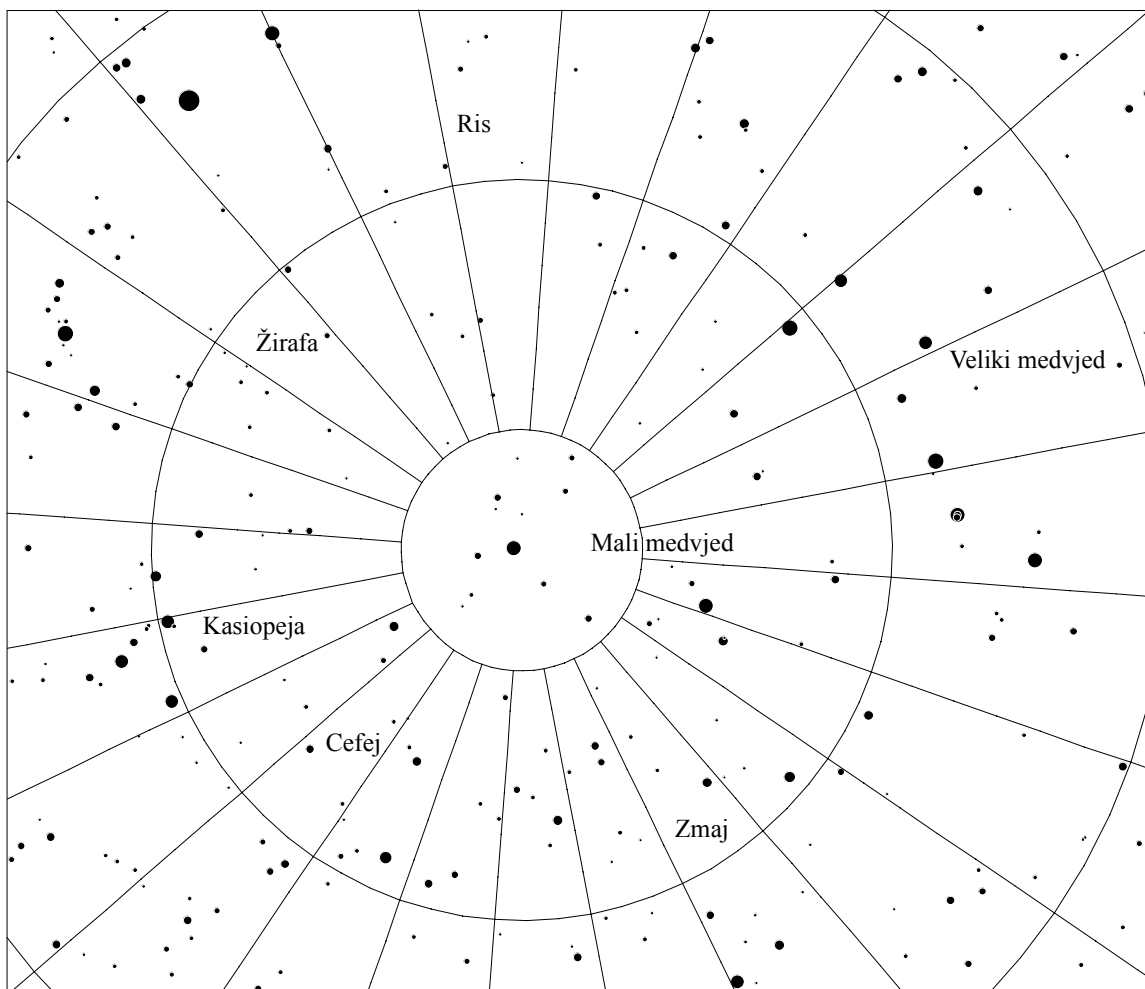 Ris
Žirafa
Veliki medvjed
Mali medvjed
Kasiopeja
Cefej
Zmaj